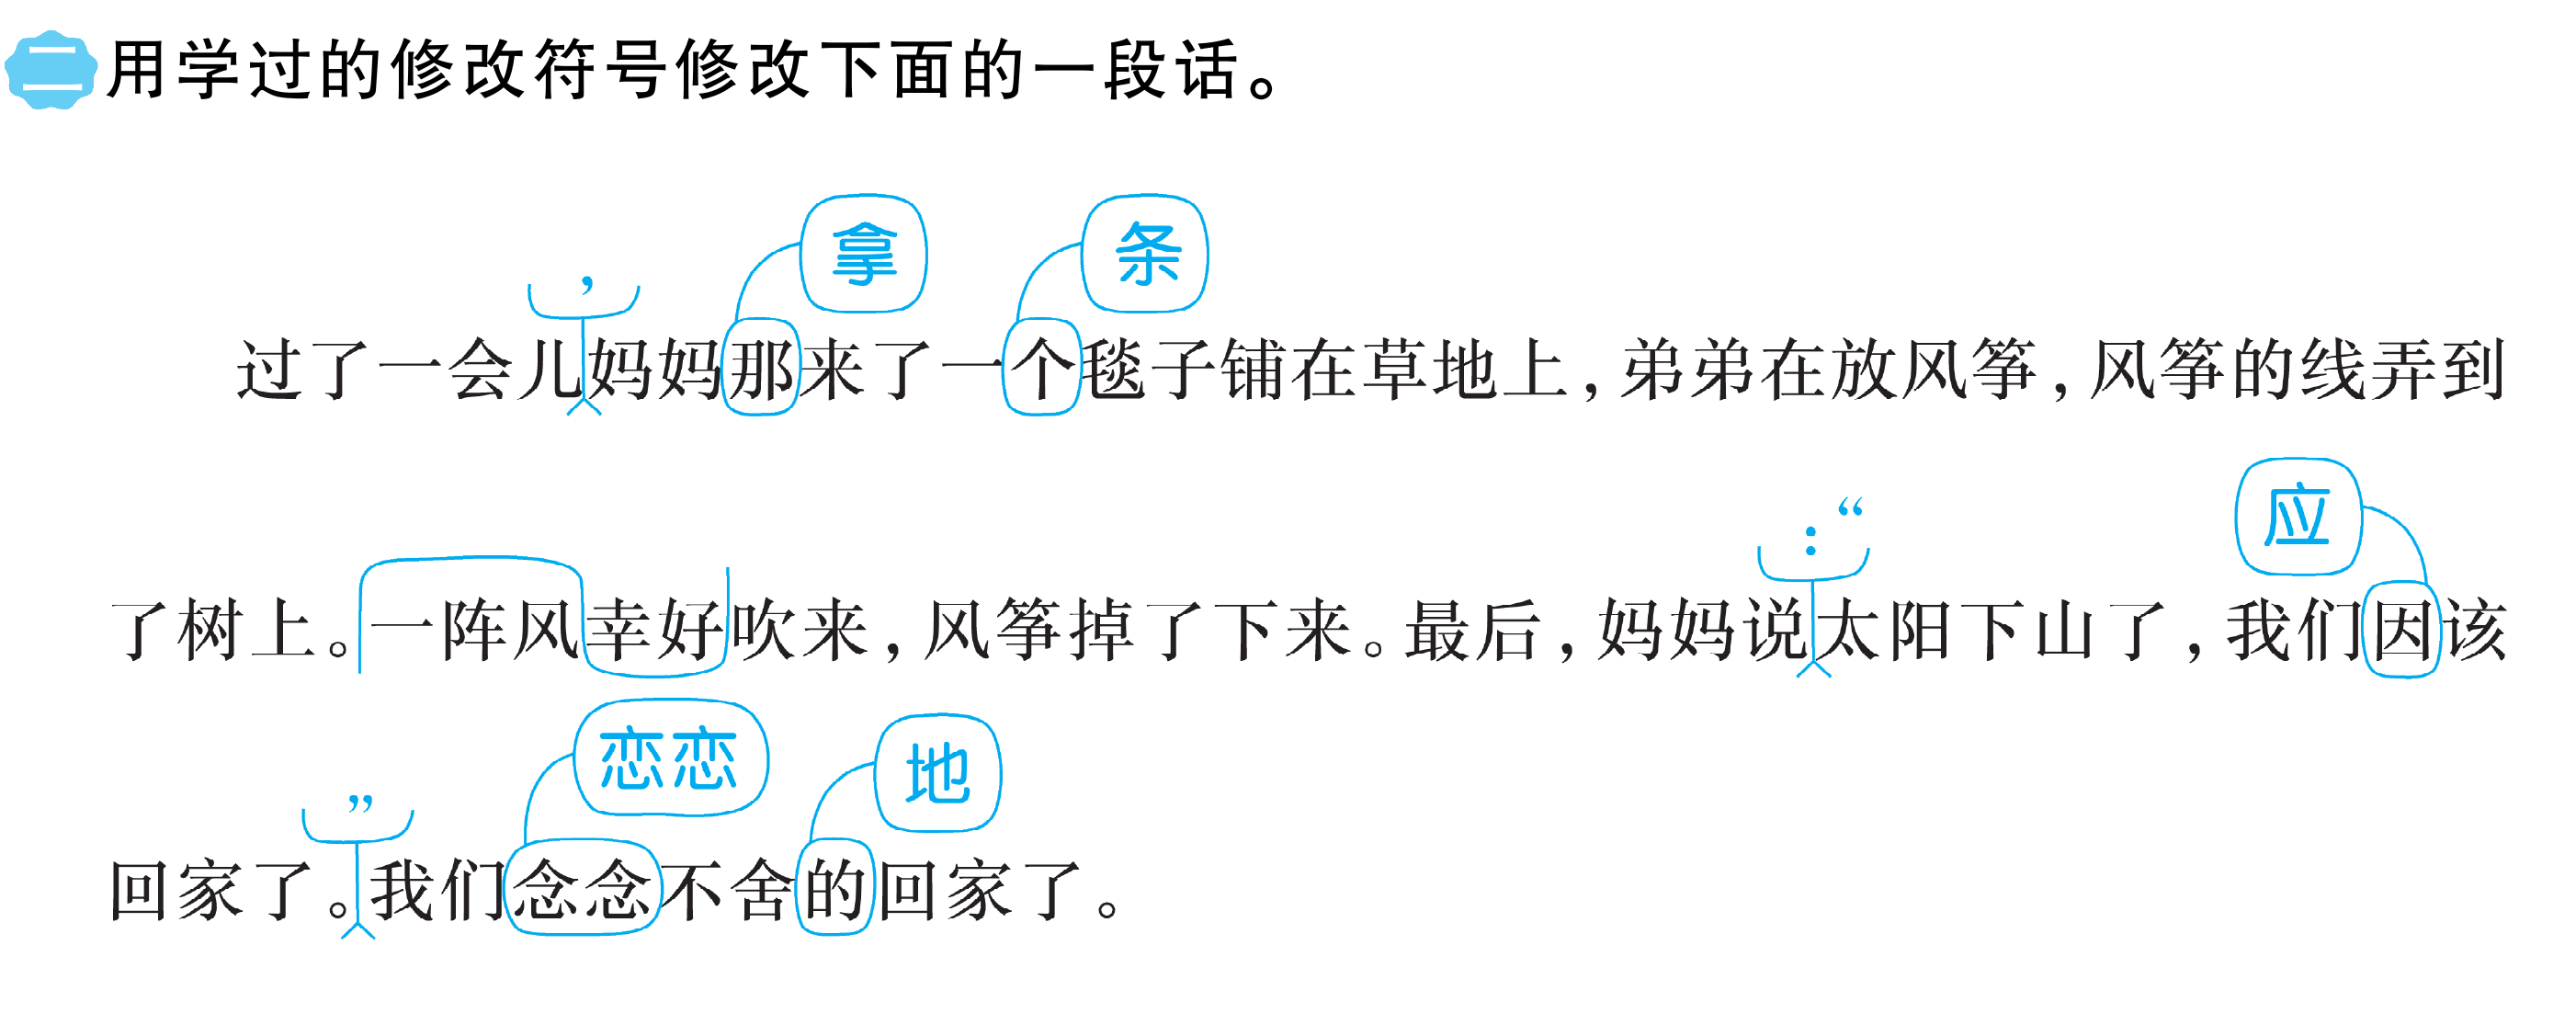 二 用学过的修改符号修改下面的一段话。
， 拿 条
过了一会儿妈妈那来了一个毯子铺在草地上，弟弟在放风筝，风筝的线弄到
：“ 应
了树上。一阵风幸好吹来，风筝掉了下来。最后，妈妈说太阳下山了，我们因该
” 恋恋 地
回家了。我们念念不舍的回家了。